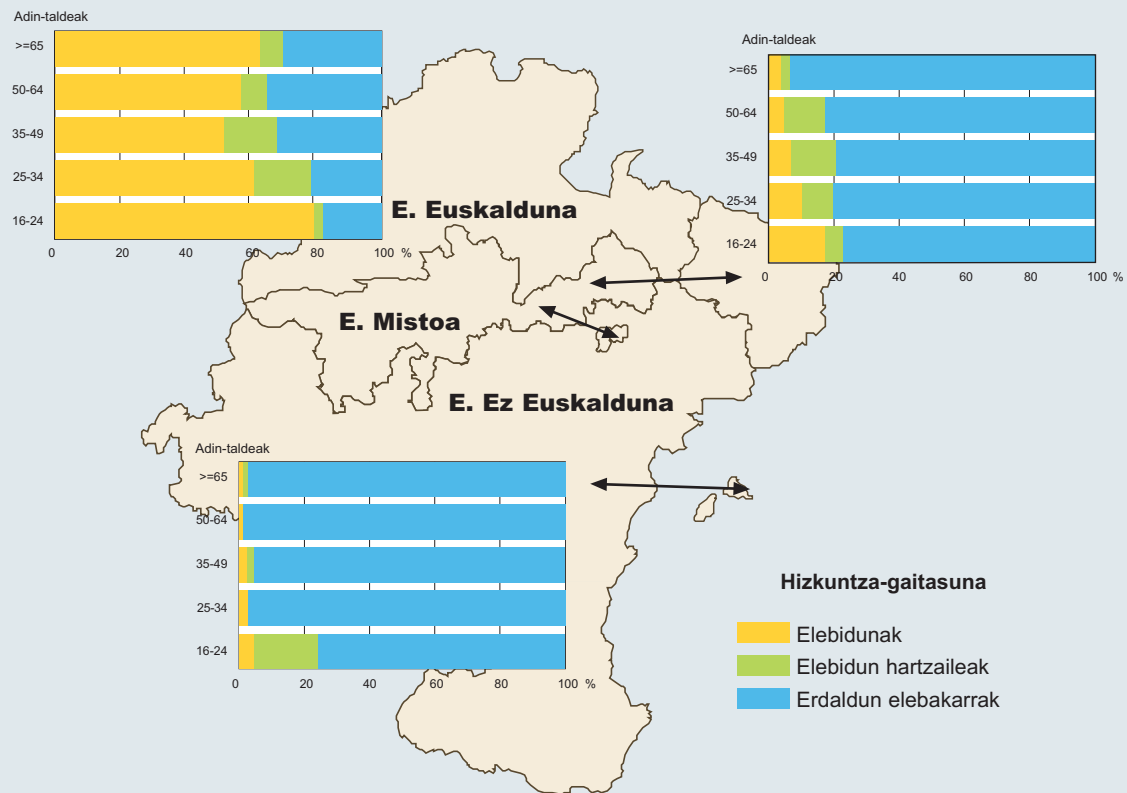 Adin-taldeak
>=65
50-64
35-49
25-34
16-24
0 20 40 60 80 100 %
Adin-taldeak
>=65
50-64
35-49
25-34
16-24
0 20 40 60 80 100 %
E. Euskalduna
E. Mistoa
E. Ez Euskalduna
Adin-taldeak
>=65
50-64
35-49
25-34
16-24
0 20 40 60 80 100 %
Hizkuntza-gaitasuna
Elebidunak
Elebidun hartzaileak
Erdaldun elebakarrak